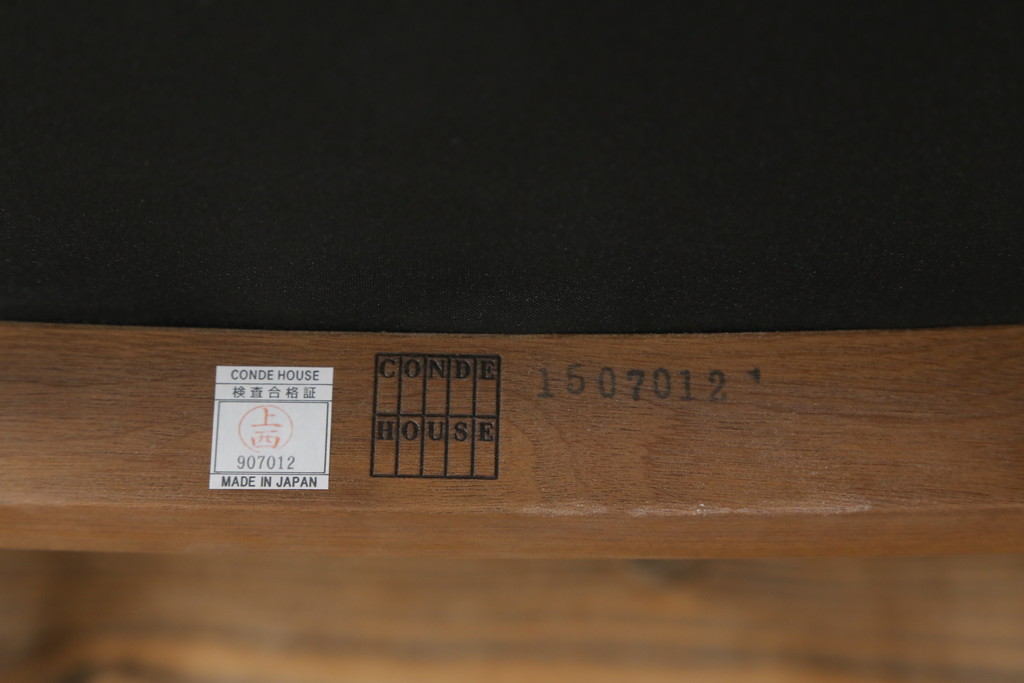 CONDE HOUSE
検査合格証
上西
907012
MADE IN JAPAN
CONDE
HOUSE
1507012